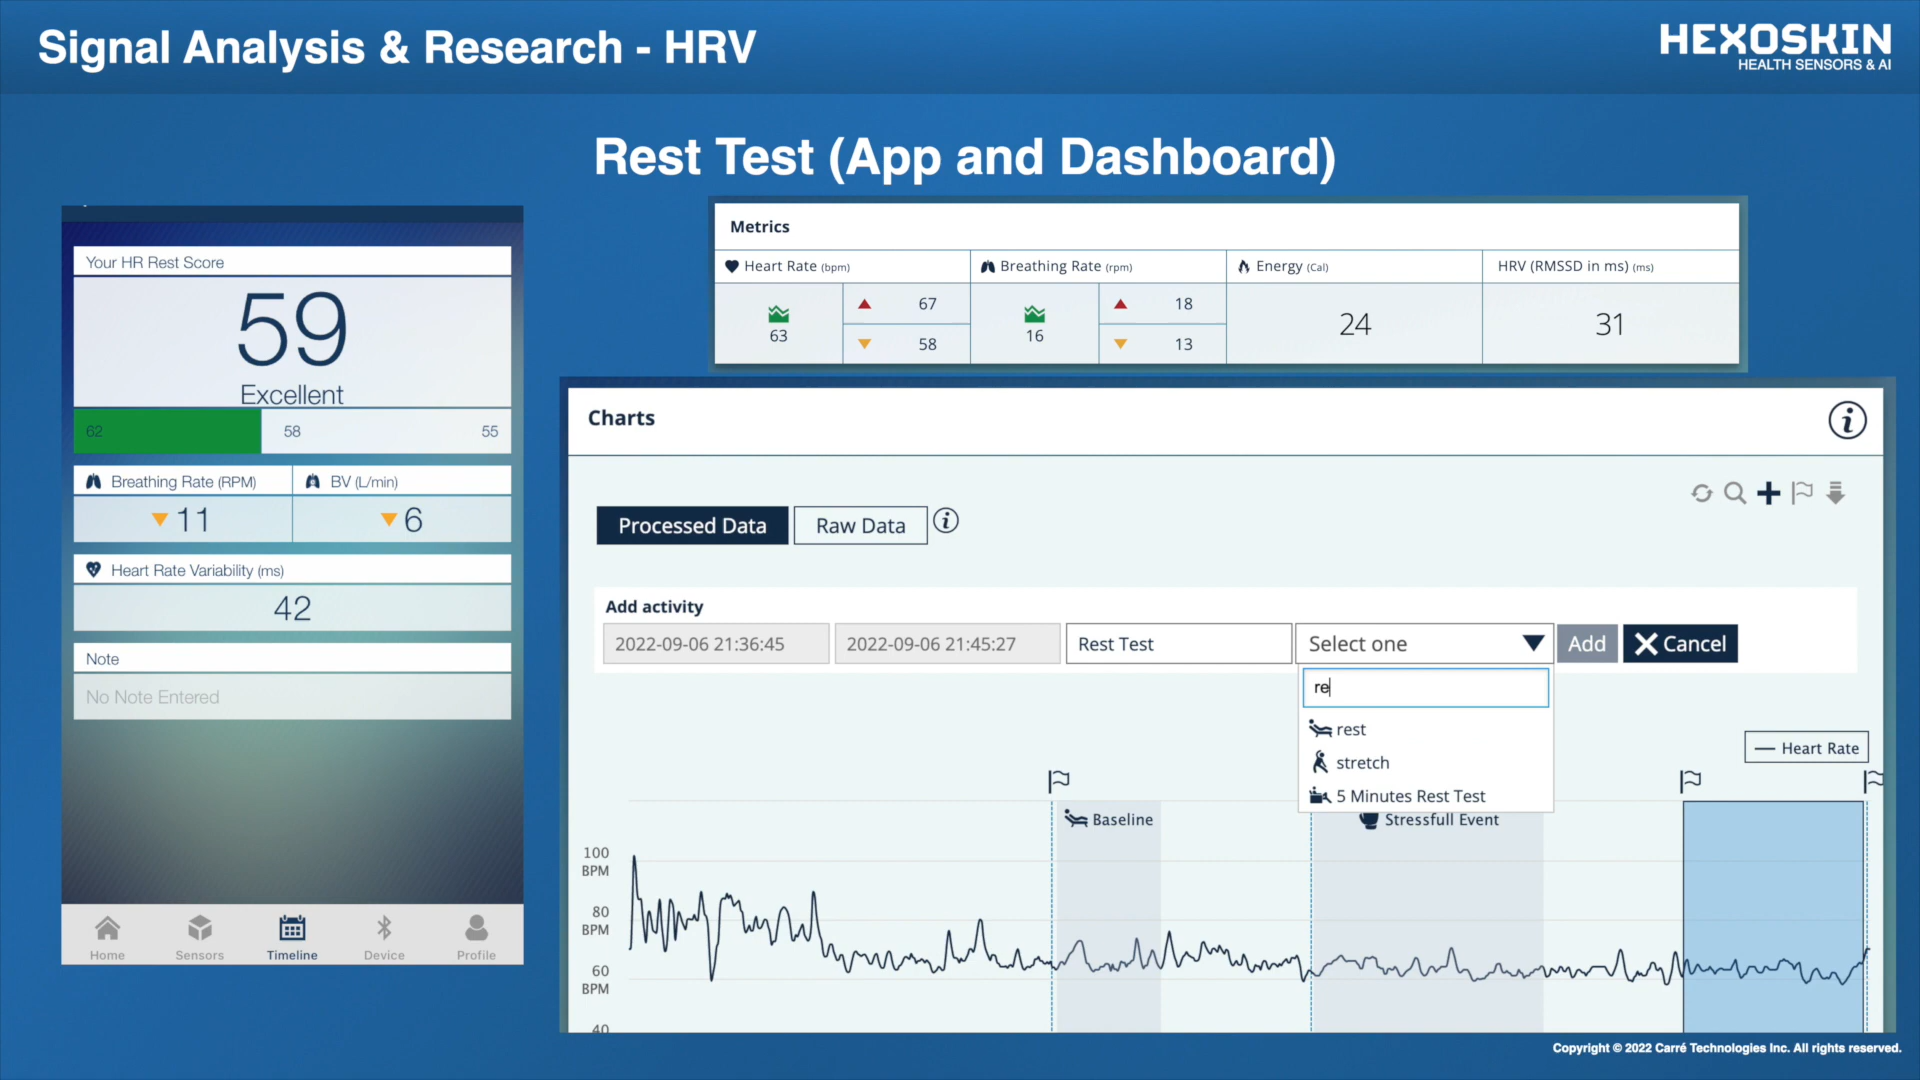 Signal Analysis & Research - HRV
HEXOSKIN
HEALTH SENSORS & AI
Rest Test (App and Dashboard)
Your HR Rest Score
59
Excellent
62 58 55
Breathing Rate (RPM) BV (L/min)
11 6
Heart Rate Variability (ms)
42
Note
No Note Entered
Home Sensors Timeline Device Profile
Metrics
Heart Rate (bpm) Breathing Rate (rpm) Energy (Cal) HRV (RMSSD in ms) (ms)
63 67 58 16 18 13 24 31
Charts
Processed Data Raw Data
Add activity
2022-09-06 21:36:45 2022-09-06 21:45:27 Rest Test Select one Add Cancel
re
rest
stretch
5 Minutes Rest Test
Heart Rate
Baseline Stressfull Event
100
BPM
80
BPM
60
BPM
40
Copyright © 2022 Carré Technologies Inc. All rights reserved.